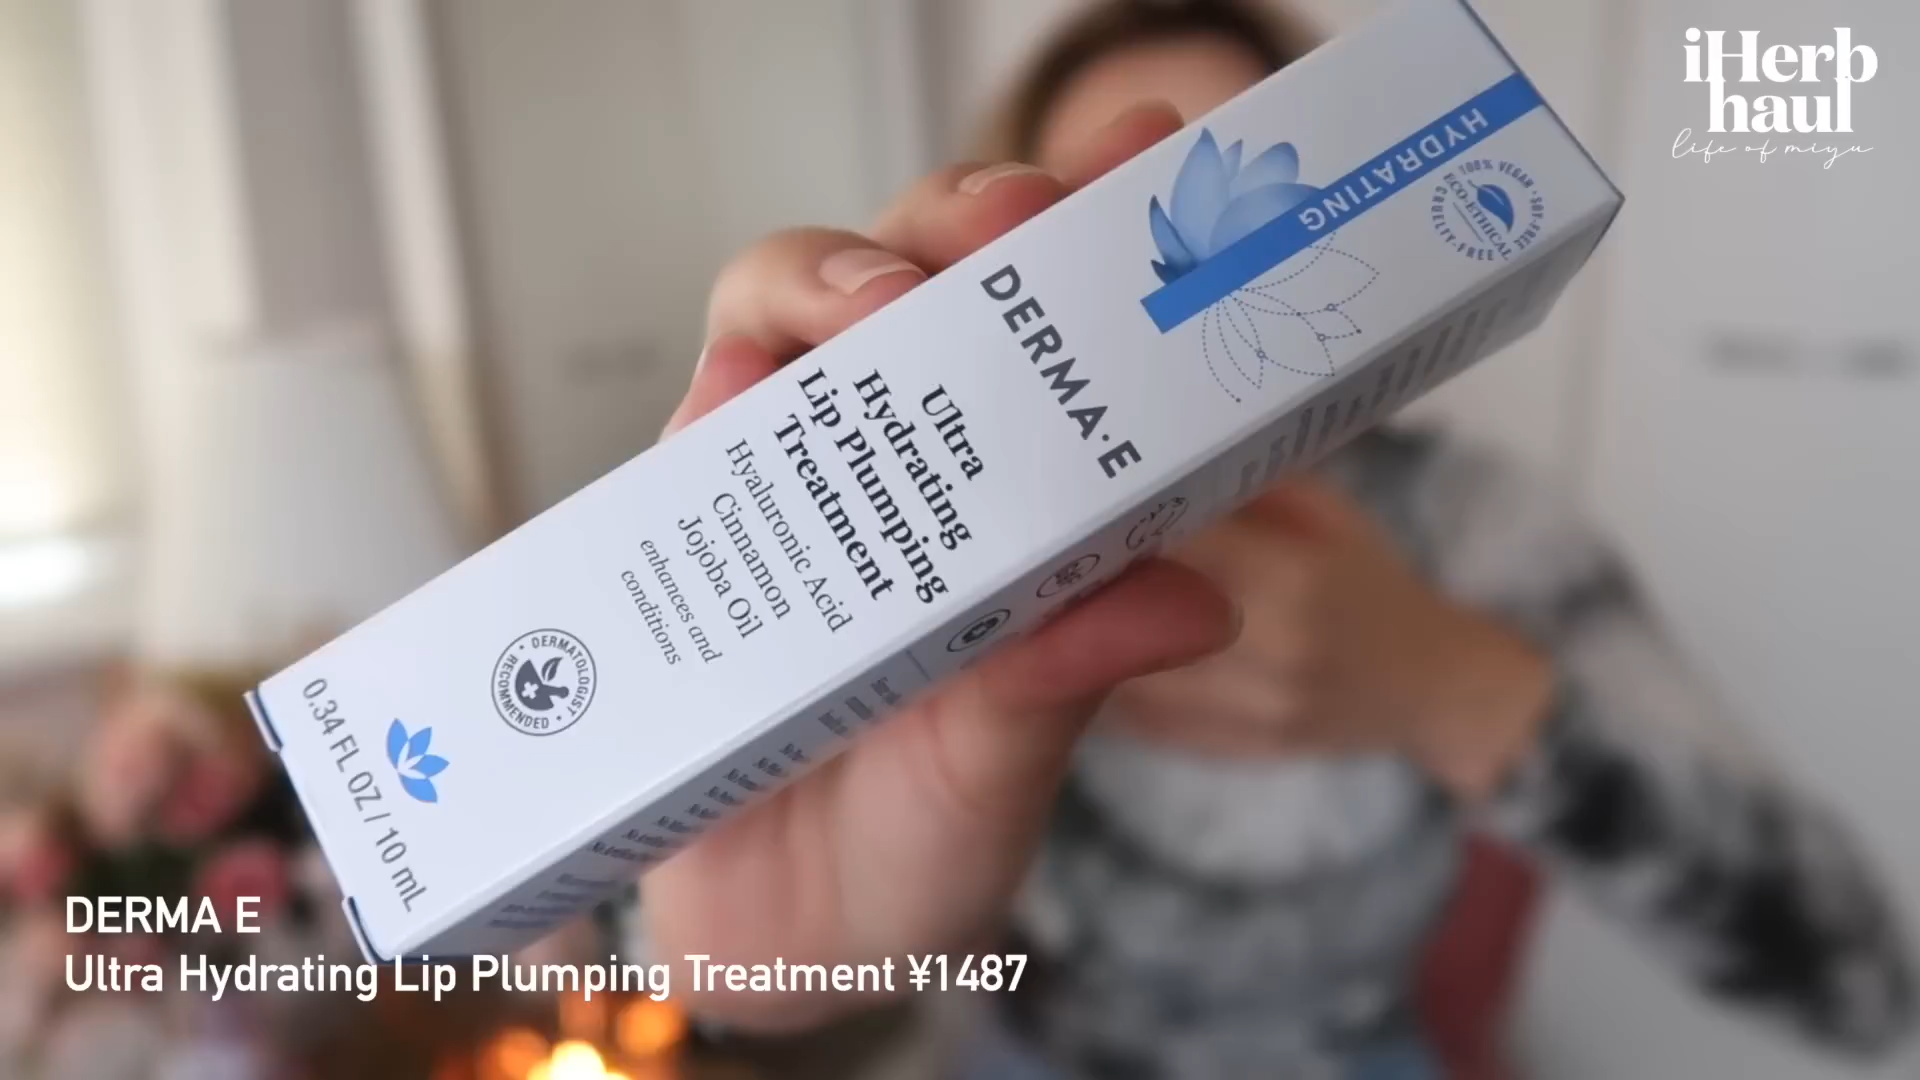 iHerb
haul
life of miyu
HYDRATING
100% VEGAN • SOY-FREE
CRUELTY-FREE
ECO-ETHICAL
DERMA·E
Ultra
Hydrating
Lip Plumping
Treatment
Hyaluronic Acid
Cinnamon
Jojoba Oil
enhances and
conditions
DERMATOLOGIST
RECOMMENDED
0.34 FL OZ / 10 mL
DERMA E
Ultra Hydrating Lip Plumping Treatment ¥1487